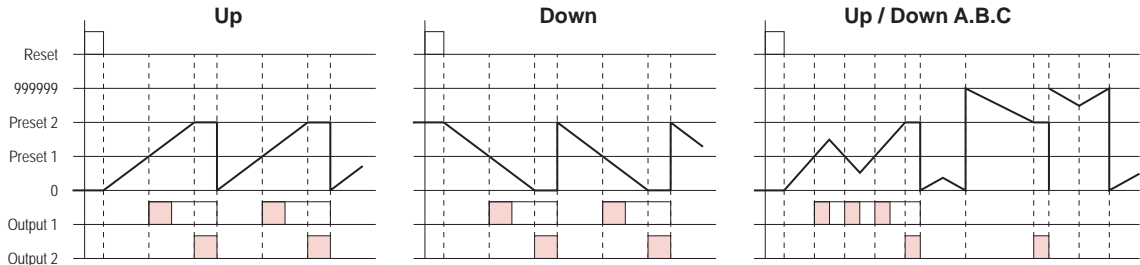 Up Down Up / Down A.B.C
Reset
999999
Preset 2
Preset 1
0
Output 1
Output 2